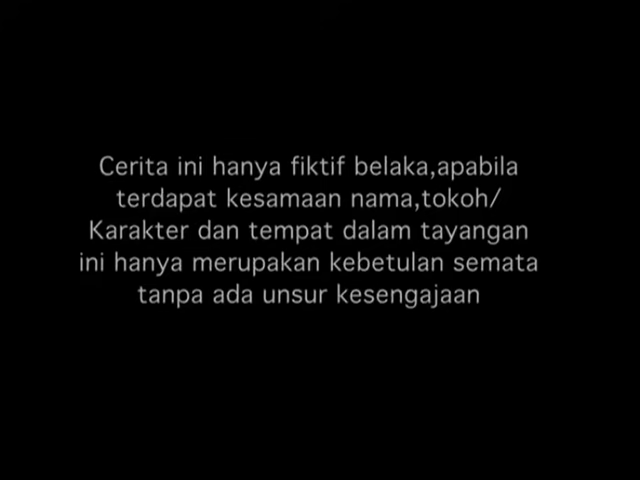 Cerita ini hanya fiktif belaka,apabila
terdapat kesamaan nama,tokoh/
Karakter dan tempat dalam tayangan
ini hanya merupakan kebetulan semata
tanpa ada unsur kesengajaan